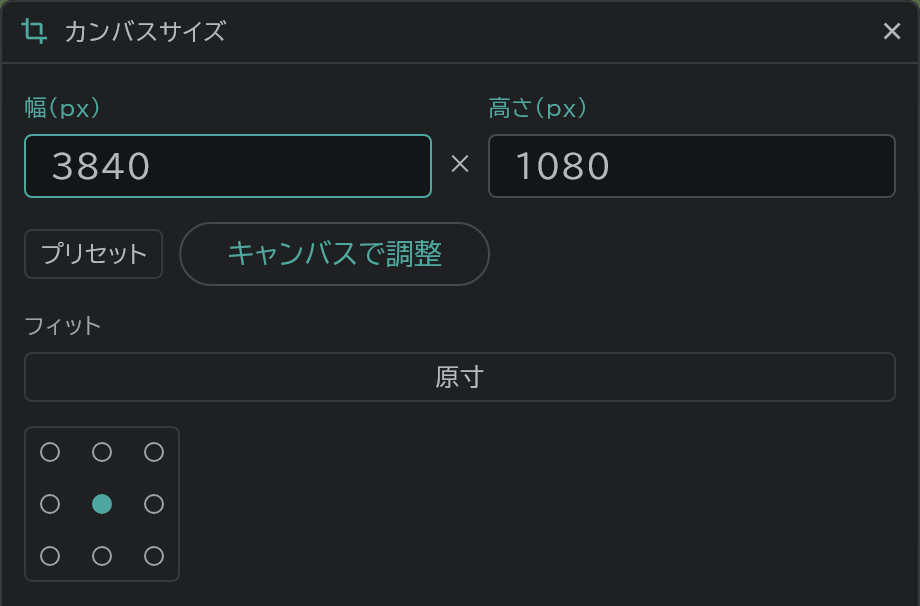 カンバスサイズ
幅(px) 高さ(px)
3840 × 1080
プリセット キャンバスで調整
フィット
原寸